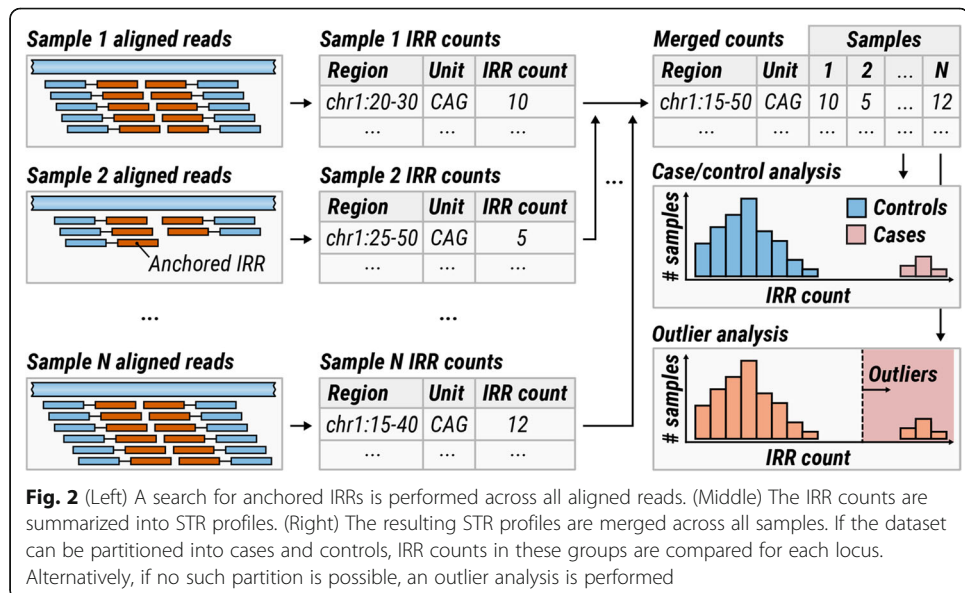 Sample 1 aligned reads
Sample 1 IRR counts
Region Unit IRR count
chr1:20-30 CAG 10
... ... ...
Sample 2 aligned reads
Anchored IRR
Sample 2 IRR counts
Region Unit IRR count
chr1:25-50 CAG 5
... ... ...
...
...
...
Sample N aligned reads
Sample N IRR counts
Region Unit IRR count
chr1:15-40 CAG 12
... ... ...
Merged counts
Samples
Region Unit 1 2 ... N
chr1:15-50 CAG 10 5 ... 12
... ... ... ... ... ...
Case/control analysis
# samples
Controls
Cases
IRR count
Outlier analysis
# samples
Outliers
IRR count
Fig. 2 (Left) A search for anchored IRRs is performed across all aligned reads. (Middle) The IRR counts are
summarized into STR profiles. (Right) The resulting STR profiles are merged across all samples. If the dataset
can be partitioned into cases and controls, IRR counts in these groups are compared for each locus.
Alternatively, if no such partition is possible, an outlier analysis is performed